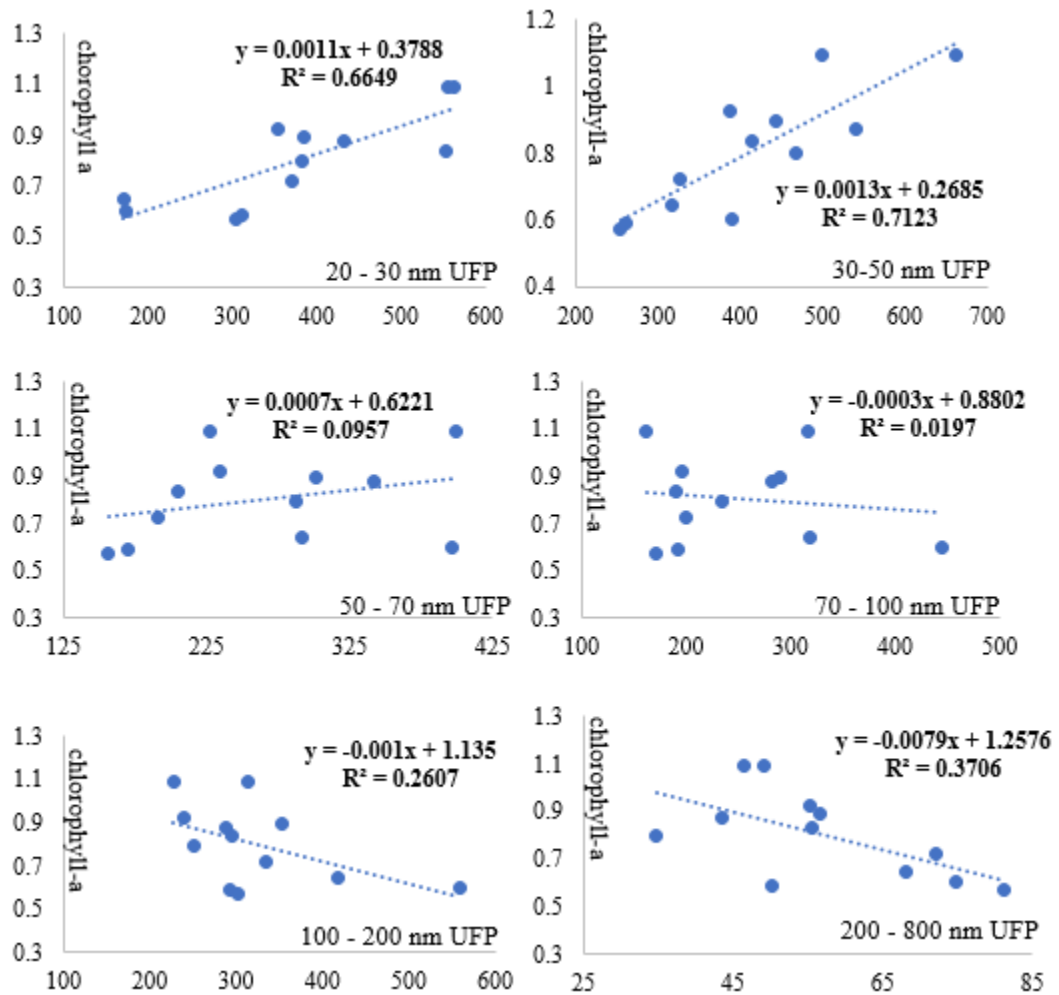 1.3
1.1
0.9
0.7
0.5
0.3
chorophyll a
y = 0.0011x + 0.3788
R² = 0.6649
20 - 30 nm UFP
100 200 300 400 500 600
1.2
1
0.8
0.6
0.4
chlorophyll-a
y = 0.0013x + 0.2685
R² = 0.7123
30-50 nm UFP
200 300 400 500 600 700
1.3
1.1
0.9
0.7
0.5
0.3
chlorophyll-a
y = 0.0007x + 0.6221
R² = 0.0957
50 - 70 nm UFP
125 225 325 425
1.3
1.1
0.9
0.7
0.5
0.3
chlorophyll-a
y = -0.0003x + 0.8802
R² = 0.0197
70 - 100 nm UFP
100 200 300 400 500
1.3
1.1
0.9
0.7
0.5
0.3
chlorophyll-a
y = -0.001x + 1.135
R² = 0.2607
100 - 200 nm UFP
100 200 300 400 500 600
1.3
1.1
0.9
0.7
0.5
0.3
chlorophyll-a
y = -0.0079x + 1.2576
R² = 0.3706
200 - 800 nm UFP
25 45 65 85